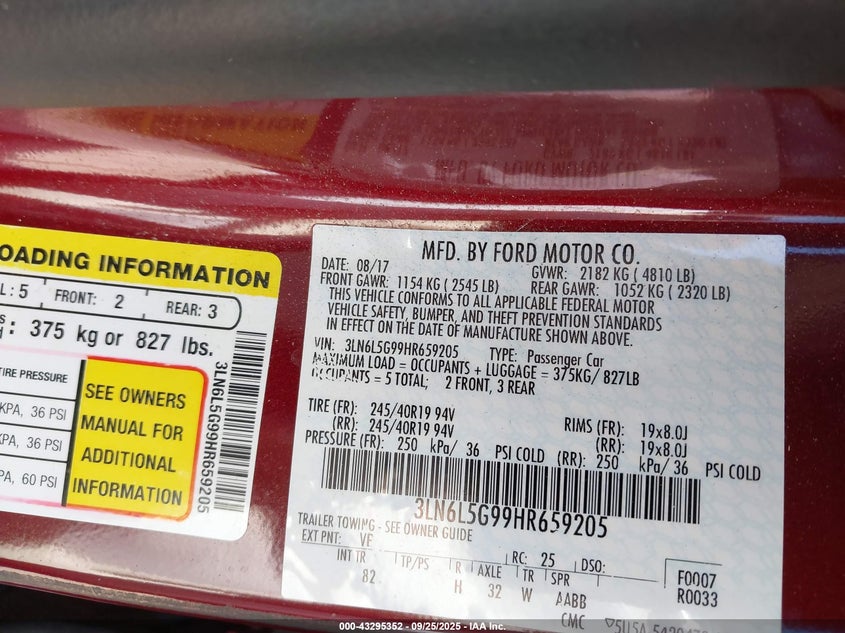 OADING INFORMATION
L: 5 FRONT: 2 REAR: 3
: 375 kg or 827 lbs.
TIRE PRESSURE
KPA, 36 PSI
KPA, 36 PSI
PA, 60 PSI
SEE OWNERS
MANUAL FOR
ADDITIONAL
INFORMATION
3LN6L5G99HR659205
MFD. BY FORD MOTOR CO.
DATE: 08/17 GVWR: 2182 KG ( 4810 LB)
FRONT GAWR: 1154 KG ( 2545 LB) REAR GAWR: 1052 KG ( 2320 LB)
THIS VEHICLE CONFORMS TO ALL APPLICABLE FEDERAL MOTOR
VEHICLE SAFETY, BUMPER, AND THEFT PREVENTION STANDARDS
IN EFFECT ON THE DATE OF MANUFACTURE SHOWN ABOVE.
VIN: 3LN6L5G99HR659205 TYPE: Passenger Car
MAXIMUM LOAD = OCCUPANTS + LUGGAGE = 375KG/ 827LB
OCCUPANTS = 5 TOTAL; 2 FRONT, 3 REAR
TIRE (FR): 245/40R19 94V RIMS (FR): 19x8.0J
(RR): 245/40R19 94V (RR): 19x8.0J
PRESSURE (FR): 250 kPa/ 36 PSI COLD (RR): 250 kPa/ 36 PSI COLD
3LN6L5G99HR659205
TRAILER TOWING - SEE OWNER GUIDE
EXT PNT: VF RC: 25 DSO:
INT TR TP/PS R AXLE TR SPR F0007
82 H 32 W AABB R0033
CMC
000-43295352 - 09/25/2025 - IAA Inc.